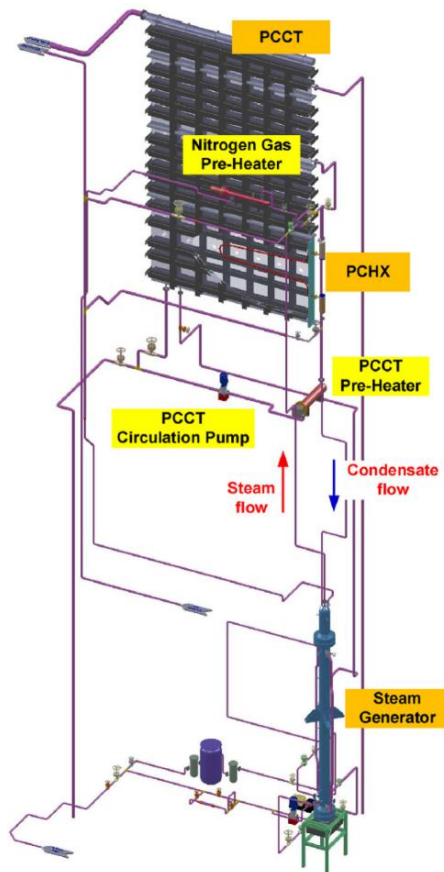 PCCT
Nitrogen Gas
Pre-Heater
PCHX
PCCT
Pre-Heater
PCCT
Circulation Pump
Steam
flow
Condensate
flow
Steam
Generator